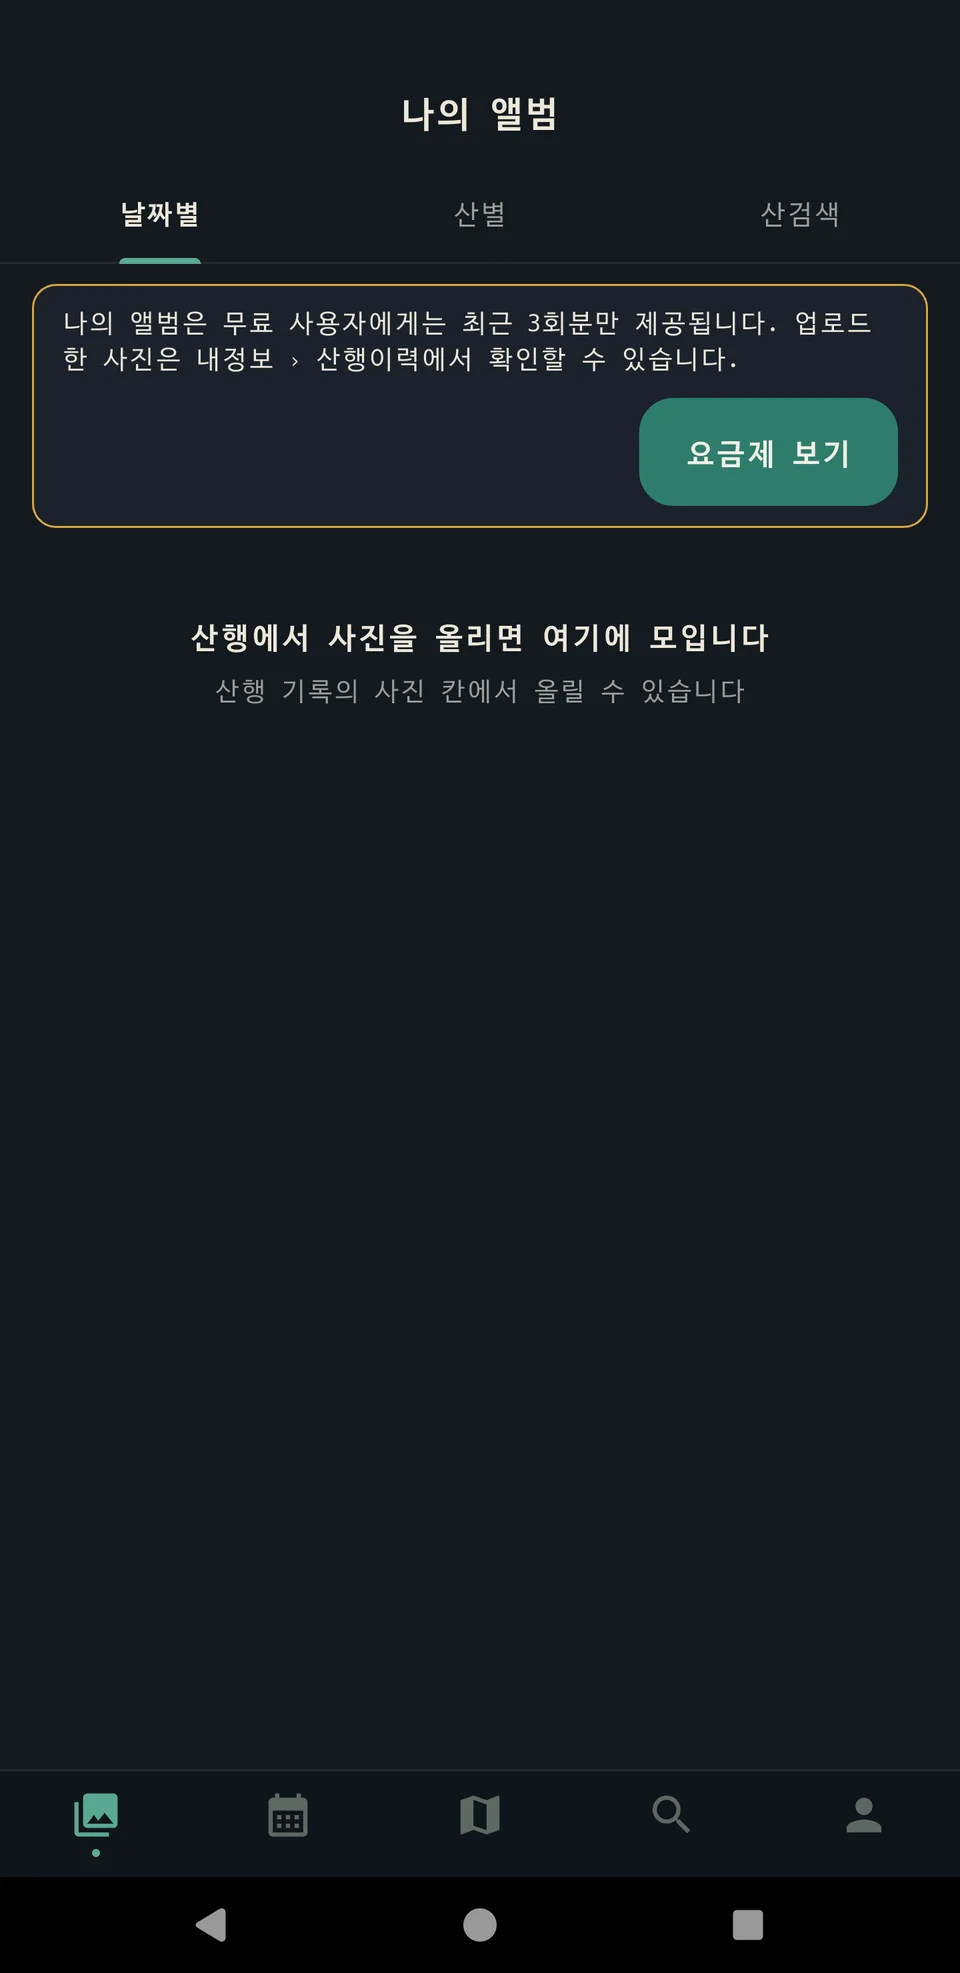 나의 앨범
날짜별
산별
산검색
나의 앨범은 무료 사용자에게는 최근 3회분만 제공됩니다. 업로드
한 사진은 내정보 › 산행이력에서 확인할 수 있습니다.
요금제 보기
산행에서 사진을 올리면 여기에 모입니다
산행 기록의 사진 칸에서 올릴 수 있습니다